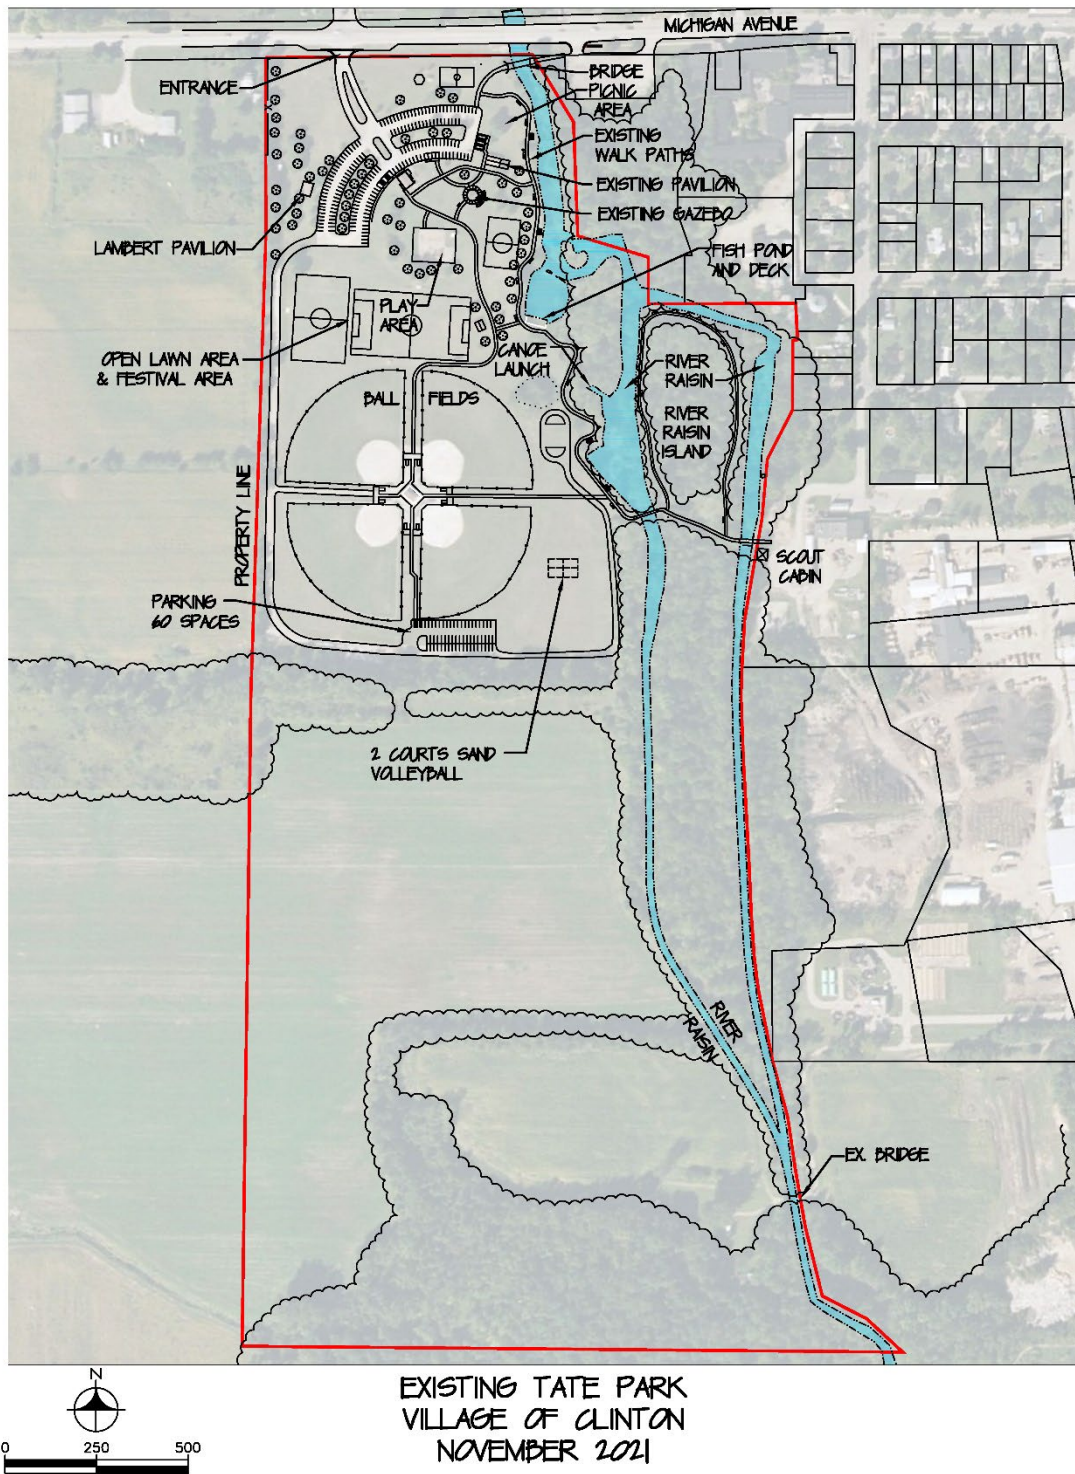 MICHIGAN AVENUE
ENTRANCE
BRIDGE
PICNIC
AREA
EXISTING
WALK PATHS
EXISTING PAVILION
EXISTING GAZEBO
LAMBERT PAVILION
FISH POND
AND DECK
PLAY
AREA
OPEN LAWN AREA
& FESTIVAL AREA
CANOE
LAUNCH
RIVER
RAISIN
RIVER
RAISIN
ISLAND
BALL FIELDS
PROPERTY LINE
SCOUT
CABIN
PARKING
60 SPACES
2 COURTS SAND
VOLLEYBALL
RIVER
RAISIN
EX. BRIDGE
N
0 250 500
EXISTING TATE PARK
VILLAGE OF CLINTON
NOVEMBER 2021